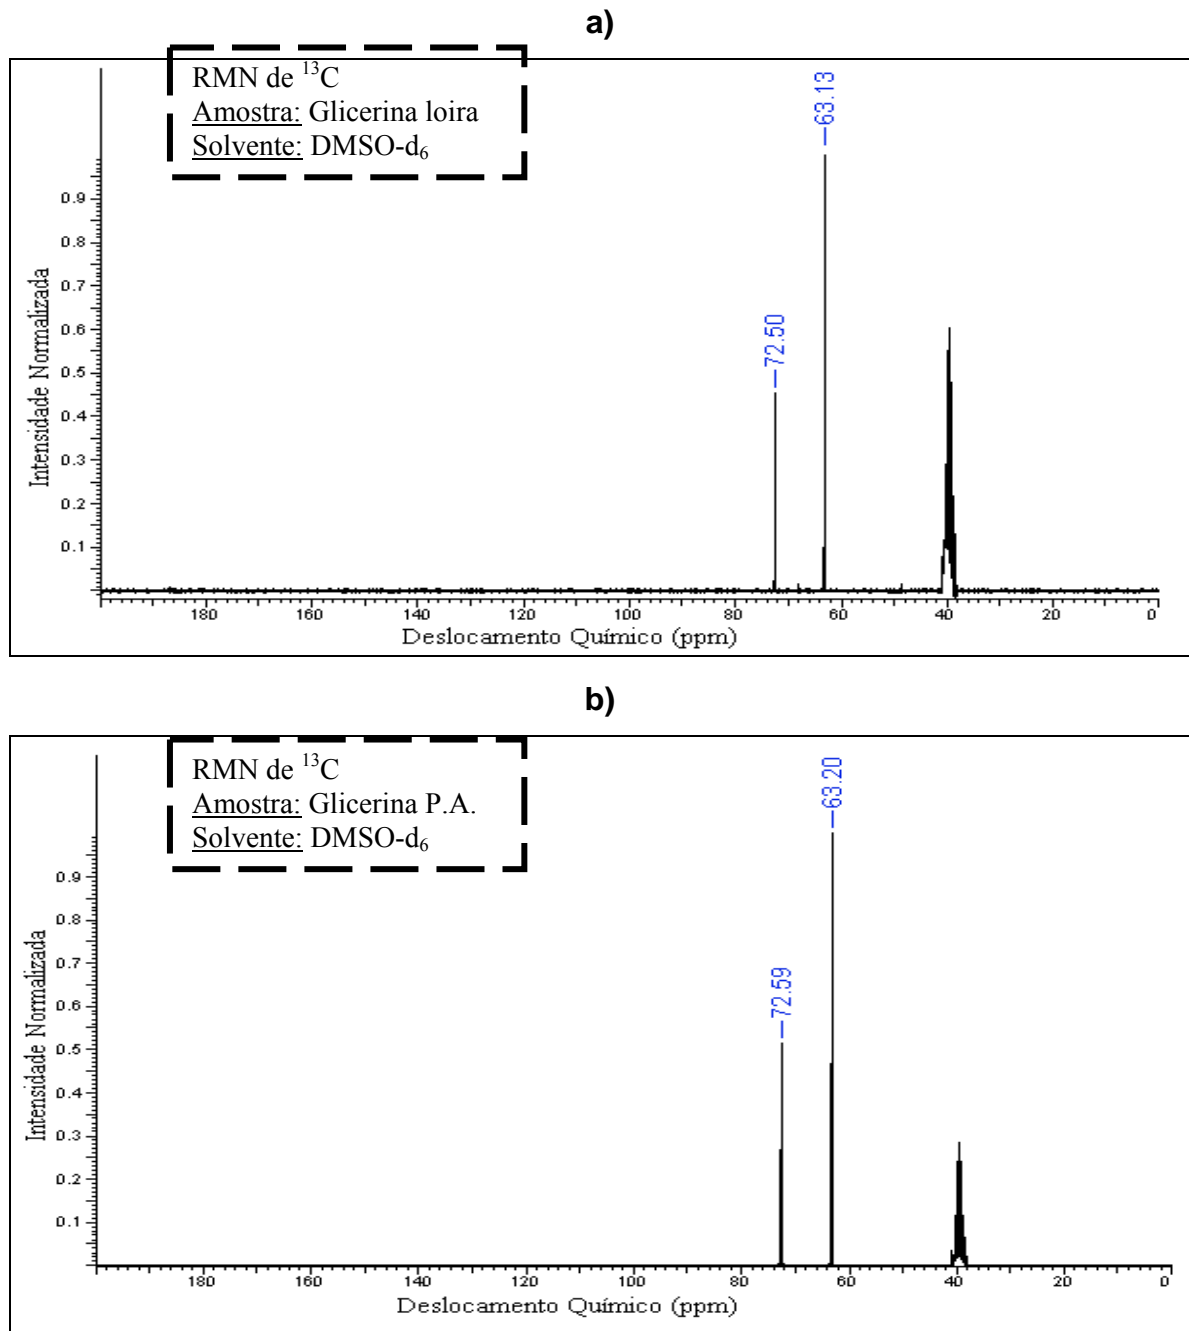 a)
RMN de ¹³C
Amostra: Glicerina loira
Solvente: DMSO-d₆
63.13
72.50
Intensidade Normalizada
0.9
0.8
0.7
0.6
0.5
0.4
0.3
0.2
0.1
180 160 140 120 100 80 60 40 20 0
Deslocamento Químico (ppm)
b)
RMN de ¹³C
Amostra: Glicerina P.A.
Solvente: DMSO-d₆
63.20
72.59
Intensidade Normalizada
0.9
0.8
0.7
0.6
0.5
0.4
0.3
0.2
0.1
180 160 140 120 100 80 60 40 20 0
Deslocamento Químico (ppm)